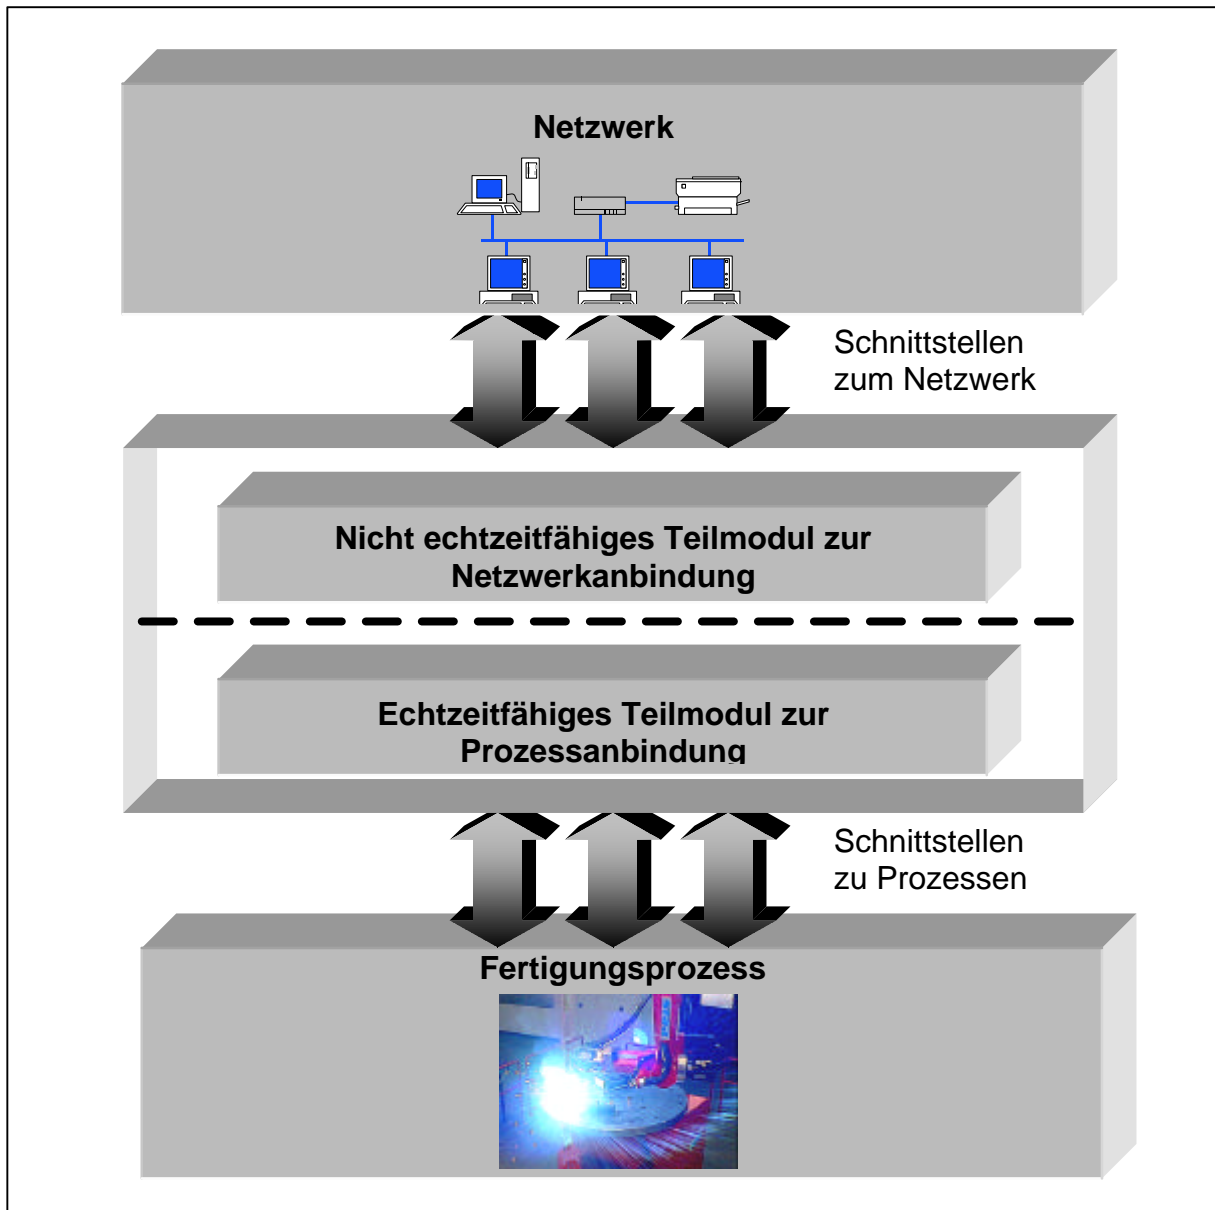 Netzwerk
Schnittstellen
zum Netzwerk
Nicht echtzeitfähiges Teilmodul zur
Netzwerkanbindung
Echtzeitfähiges Teilmodul zur
Prozessanbindung
Schnittstellen
zu Prozessen
Fertigungsprozess